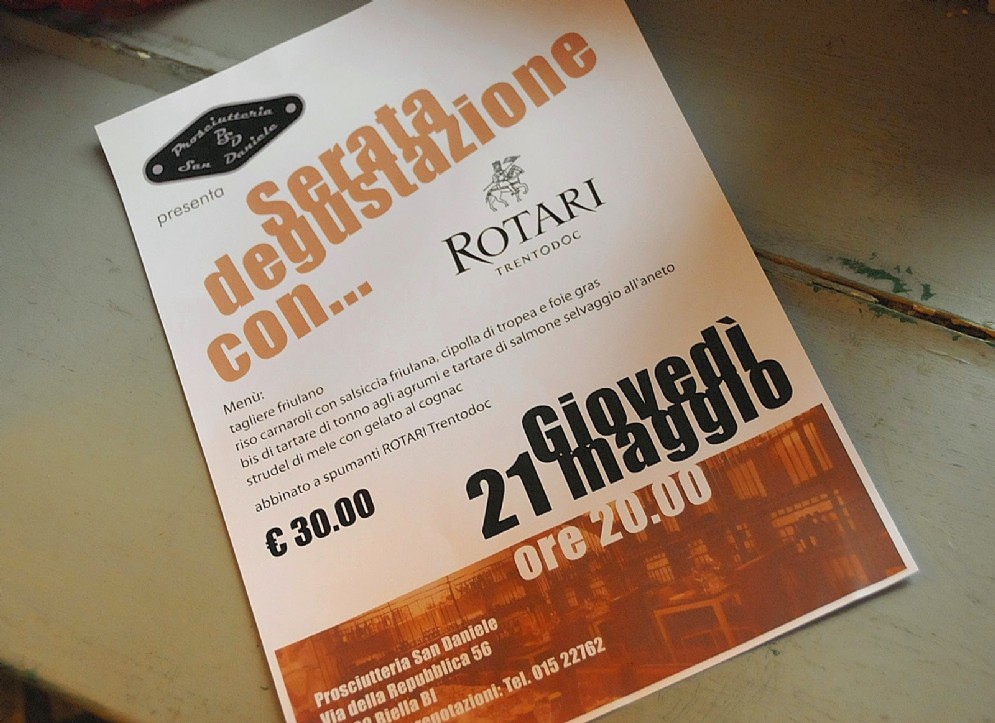 Prosciutteria
BSD
San Daniele
presenta
serata
degustazione
con...
ROTARI
TRENTODOC
Menù:
tagliere friulano
riso carnaroli con salsiccia friulana, cipolla di tropea e foie gras
bis di tartare di tonno agli agrumi e tartare di salmone selvaggio all'aneto
strudel di mele con gelato al cognac
abbinato a spumanti ROTARI Trentodoc
€ 30.00
Giovedì
21 maggio
ore 20.00
Prosciutteria San Daniele
Via della Repubblica 56
Biella BI
Tel. 015 22762